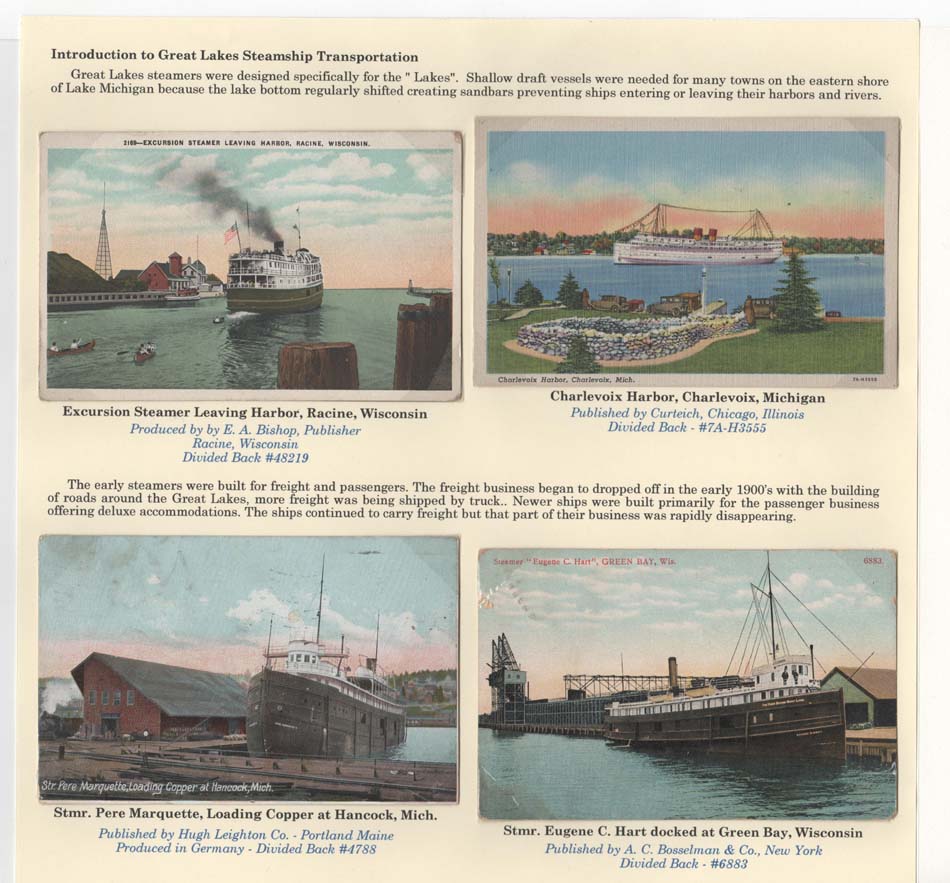 Introduction to Great Lakes Steamship Transportation
Great Lakes steamers were designed specifically for the " Lakes". Shallow draft vessels were needed for many towns on the eastern shore
of Lake Michigan because the lake bottom regularly shifted creating sandbars preventing ships entering or leaving their harbors and rivers.
2169—EXCURSION STEAMER LEAVING HARBOR, RACINE, WISCONSIN.
Charlevoix Harbor, Charlevoix, Mich.
7A-H3555
Excursion Steamer Leaving Harbor, Racine, Wisconsin
Produced by by E. A. Bishop, Publisher
Racine, Wisconsin
Divided Back #48219
Charlevoix Harbor, Charlevoix, Michigan
Published by Curteich, Chicago, Illinois
Divided Back - #7A-H3555
The early steamers were built for freight and passengers. The freight business began to dropped off in the early 1900's with the building
of roads around the Great Lakes, more freight was being shipped by truck.. Newer ships were built primarily for the passenger business
offering deluxe accommodations. The ships continued to carry freight but that part of their business was rapidly disappearing.
Str. Pere Marquette, Loading Copper at Hancock, Mich.
Steamer "Eugene C. Hart", GREEN BAY, Wis.
6883.
Stmr. Pere Marquette, Loading Copper at Hancock, Mich.
Published by Hugh Leighton Co. - Portland Maine
Produced in Germany - Divided Back #4788
Stmr. Eugene C. Hart docked at Green Bay, Wisconsin
Published by A. C. Bosselman & Co., New York
Divided Back - #6883